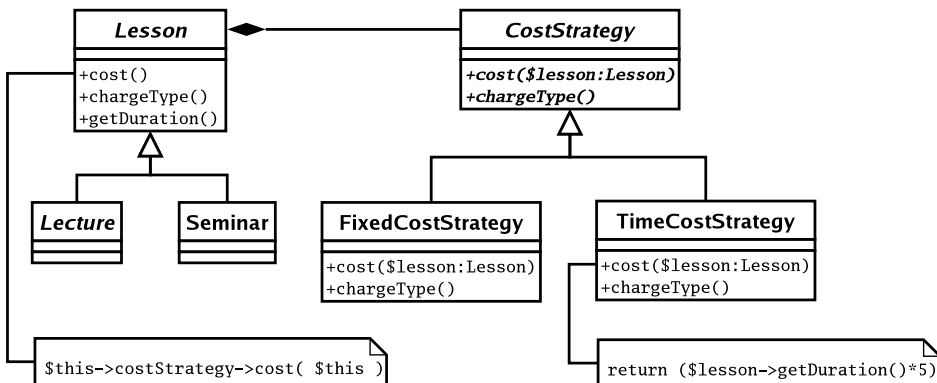 Lesson
+cost()
+chargeType()
+getDuration()
CostStrategy
+cost($lesson:Lesson)
+chargeType()
Lecture
Seminar
FixedCostStrategy
+cost($lesson:Lesson)
+chargeType()
TimeCostStrategy
+cost($lesson:Lesson)
+chargeType()
$this->costStrategy->cost( $this )
return ($lesson->getDuration()*5)